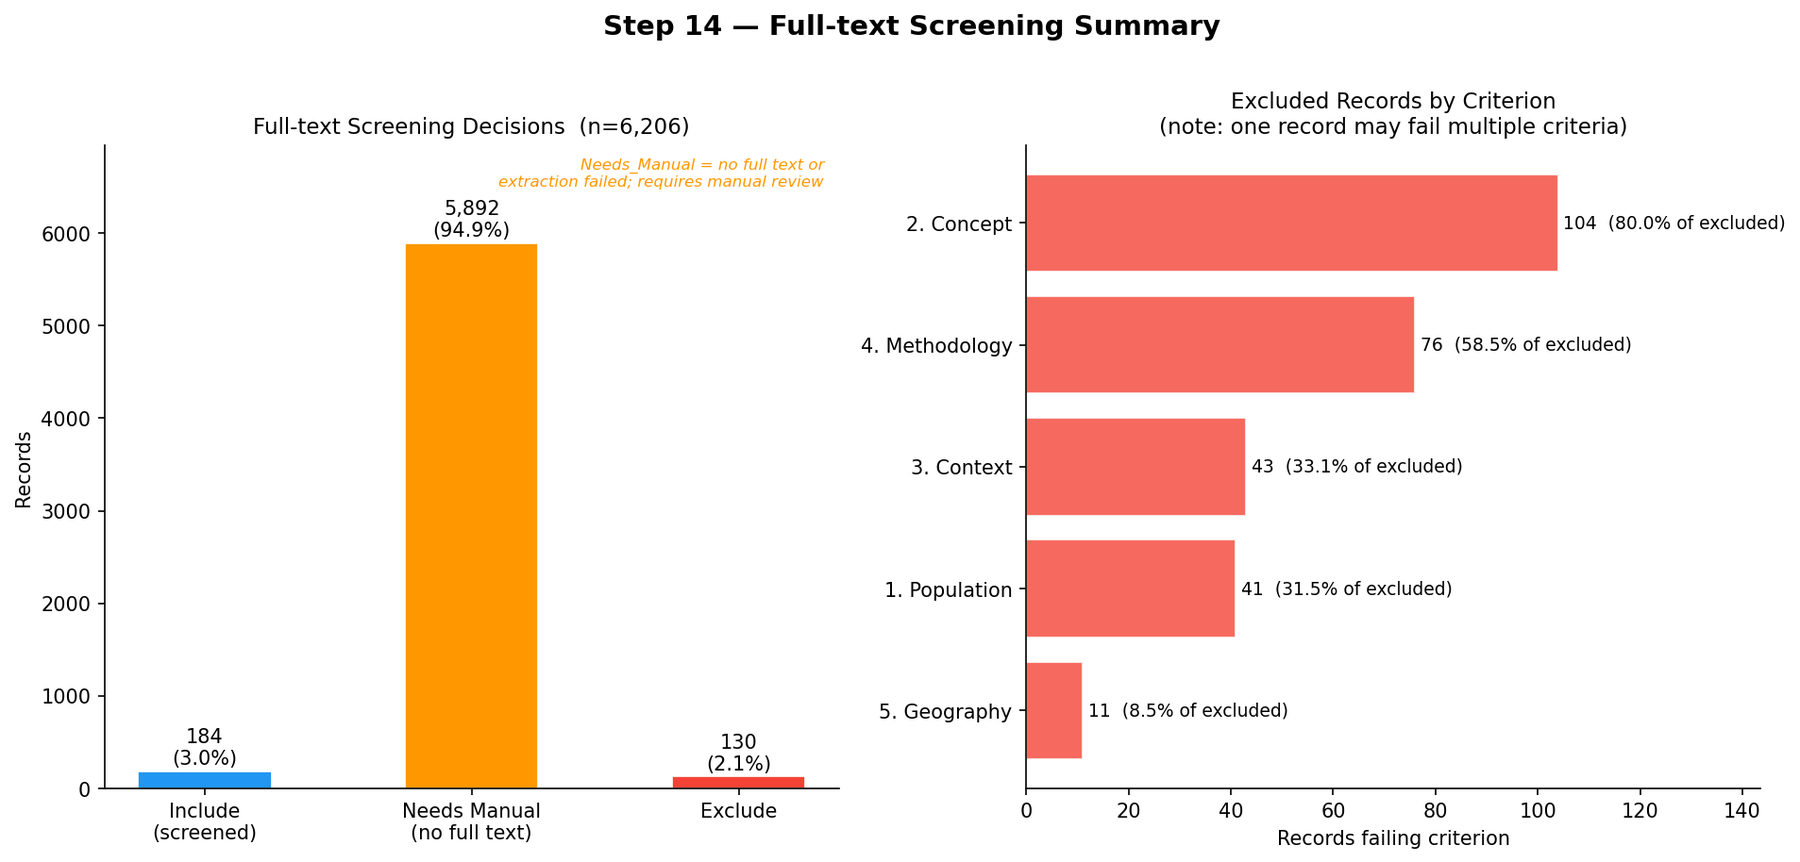 Step 14 — Full-text Screening Summary
Full-text Screening Decisions  (n=6,206)
Needs_Manual = no full text or
extraction failed; requires manual review
Records
6000
5000
4000
3000
2000
1000
0
184
(3.0%)
5,892
(94.9%)
130
(2.1%)
Include
(screened)
Needs Manual
(no full text)
Exclude
Excluded Records by Criterion
(note: one record may fail multiple criteria)
2. Concept
104  (80.0% of excluded)
4. Methodology
76  (58.5% of excluded)
3. Context
43  (33.1% of excluded)
1. Population
41  (31.5% of excluded)
5. Geography
11  (8.5% of excluded)
0 20 40 60 80 100 120 140
Records failing criterion